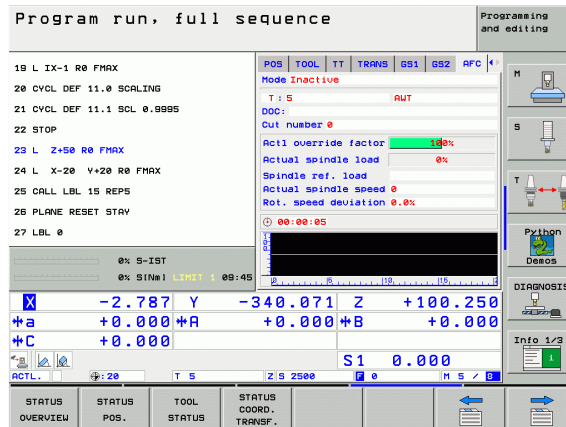 Program run, full sequence
Programming and editing
19 L IX-1 R0 FMAX
20 CYCL DEF 11.0 SCALING
21 CYCL DEF 11.1 SCL 0.9995
22 STOP
23 L Z+50 R0 FMAX
24 L X-20 Y+20 R0 FMAX
25 CALL LBL 15 REP5
26 PLANE RESET STAY
27 LBL 0
POS TOOL TT TRANS GS1 GS2 AFC
Mode Inactive
T : 5 AWT
DOC:
Cut number 0
Actl override factor 100%
Actual spindle load 0%
Spindle ref. load
Actual spindle speed 0
Rot. speed deviation 0.0%
00:00:05
0% S-IST
0% S[Nm] LIMIT 1 09:45
X -2.787 Y -340.071 Z +100.250
a +0.000 A +0.000 B +0.000
C +0.000
S1 0.000
ACTL. : 20 T 5 Z S 2500 F 0 M 5 / 8
STATUS OVERVIEW
STATUS POS.
TOOL STATUS
STATUS COORD. TRANSF.
M
S
T
Python Demos
DIAGNOSIS
Info 1/3
1